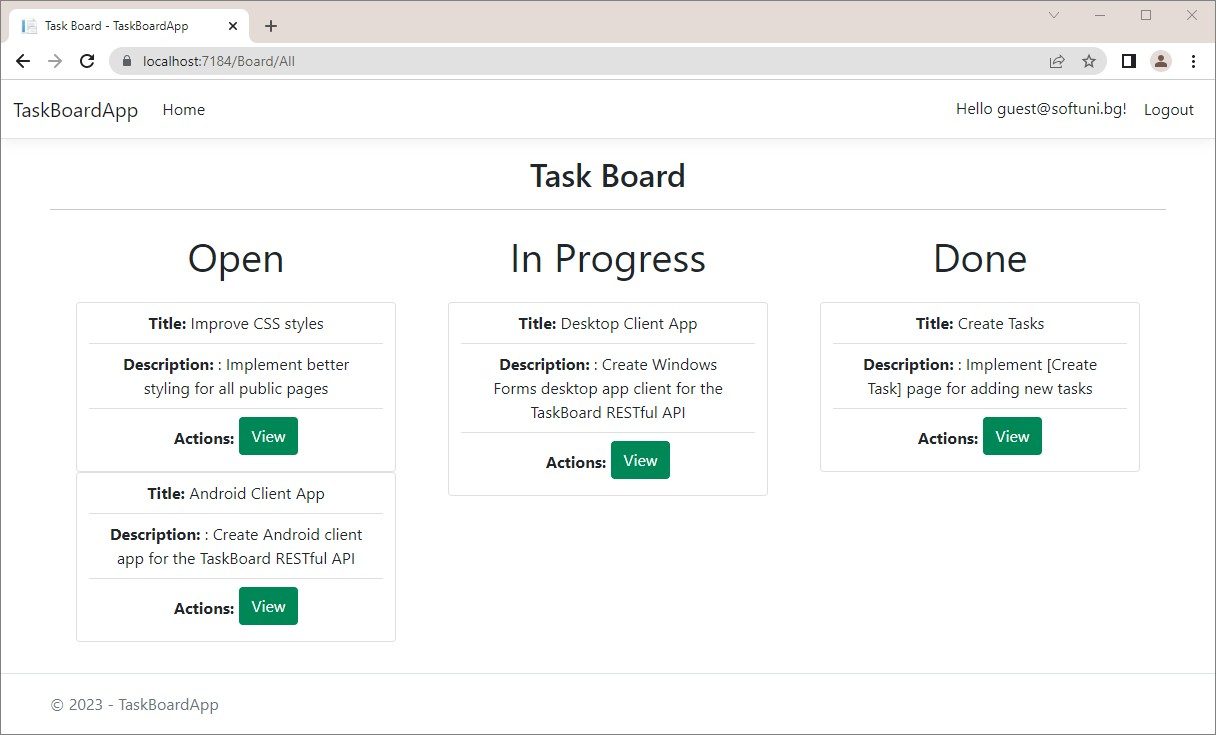 Task Board - TaskBoardApp
localhost:7184/Board/All
TaskBoardApp Home Hello guest@softuni.bg! Logout
Task Board
Open
Title: Improve CSS styles
Description: : Implement better
styling for all public pages
Actions: View
Title: Android Client App
Description: : Create Android client
app for the TaskBoard RESTful API
Actions: View
In Progress
Title: Desktop Client App
Description: : Create Windows
Forms desktop app client for the
TaskBoard RESTful API
Actions: View
Done
Title: Create Tasks
Description: : Implement [Create
Task] page for adding new tasks
Actions: View
© 2023 - TaskBoardApp